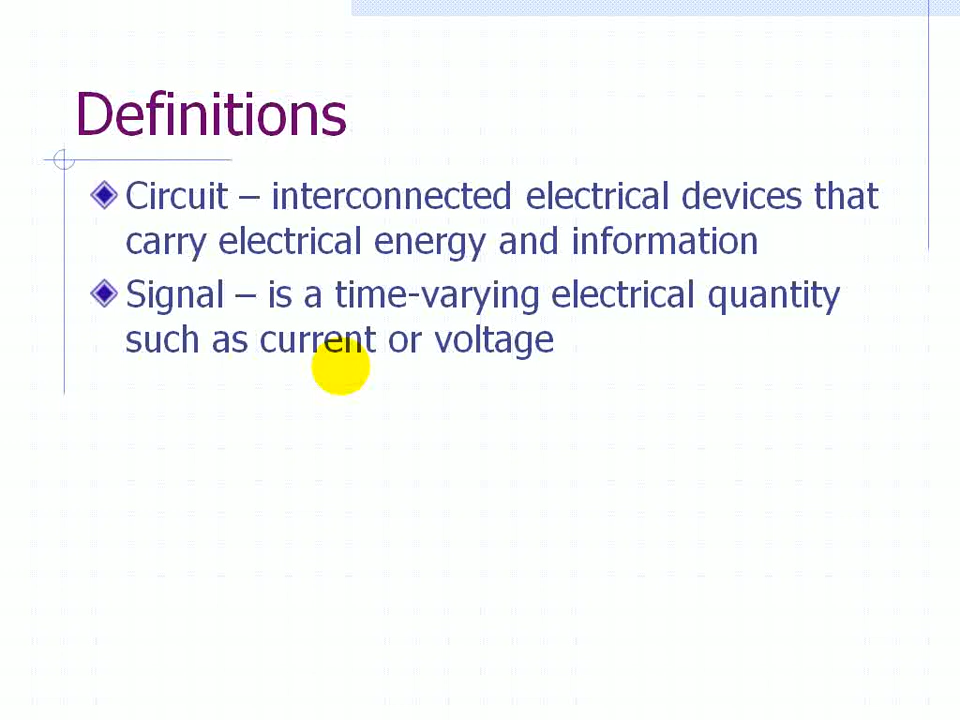 Definitions
Circuit – interconnected electrical devices that
carry electrical energy and information
Signal – is a time-varying electrical quantity
such as current or voltage